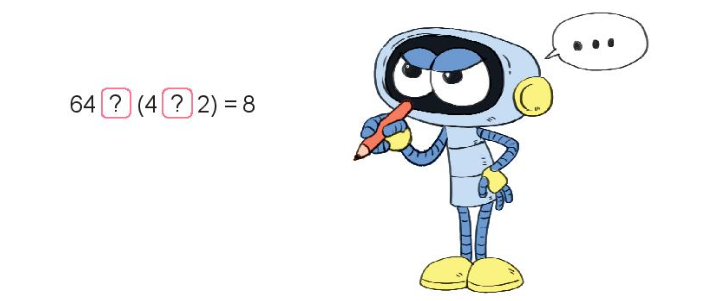 64 ? (4 ? 2) = 8
...